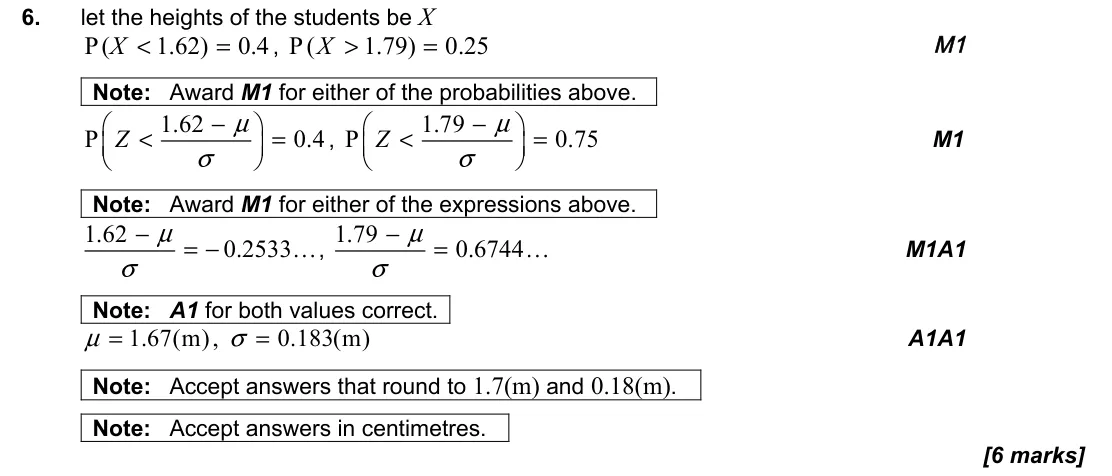 6. let the heights of the students be X
P(X < 1.62) = 0.4, P(X > 1.79) = 0.25 M1
Note: Award M1 for either of the probabilities above.
P(Z < (1.62 − μ)/σ) = 0.4, P(Z < (1.79 − μ)/σ) = 0.75 M1
Note: Award M1 for either of the expressions above.
(1.62 − μ)/σ = −0.2533…, (1.79 − μ)/σ = 0.6744… M1A1
Note: A1 for both values correct.
μ = 1.67(m), σ = 0.183(m) A1A1
Note: Accept answers that round to 1.7(m) and 0.18(m).
Note: Accept answers in centimetres.
[6 marks]